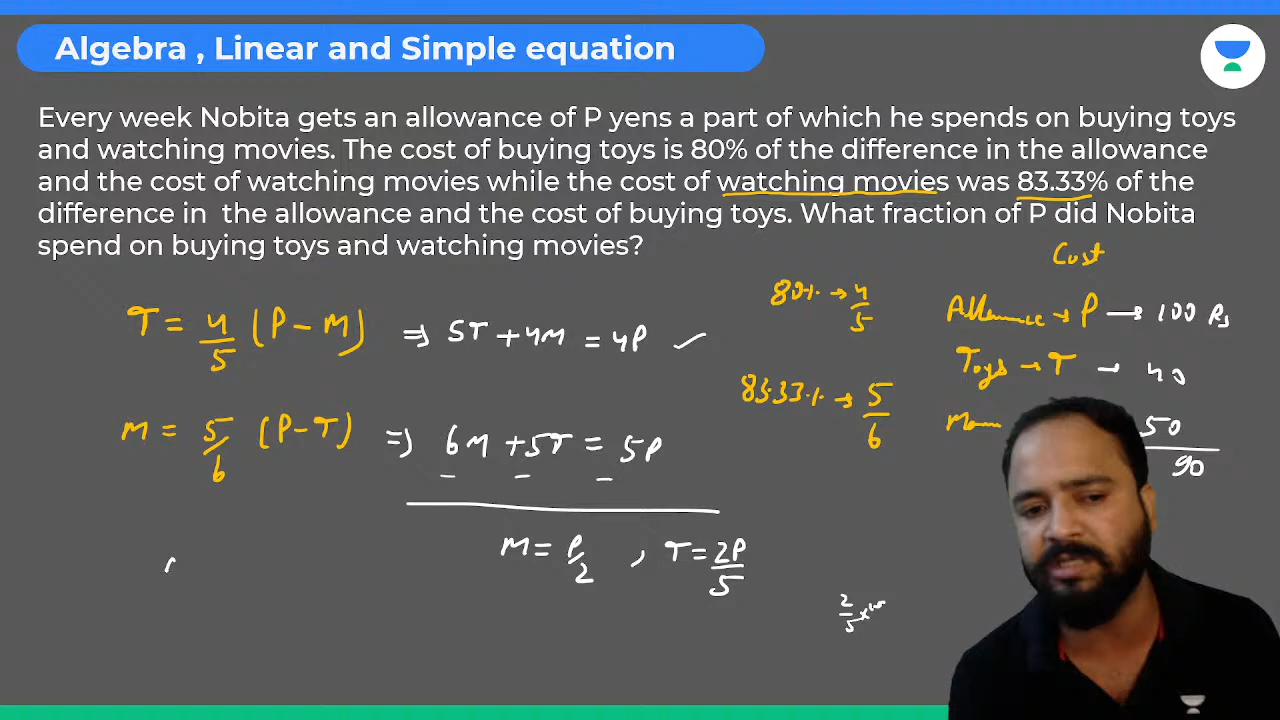 Algebra , Linear and Simple equation
Every week Nobita gets an allowance of P yens a part of which he spends on buying toys
and watching movies. The cost of buying toys is 80% of the difference in the allowance
and the cost of watching movies while the cost of watching movies was 83.33% of the
difference in the allowance and the cost of buying toys. What fraction of P did Nobita
spend on buying toys and watching movies?
Cost
T = 4/5 (P - M) ⇒ 5T + 4M = 4P ✓
80% → 4/5
Allowance → P → 100 Rs
Toys → T → 40
M = 5/6 (P - T) ⇒ 6M + 5T = 5P
83.33% → 5/6
50
90
M = P/2 , T = 2P/5
2/5 ×